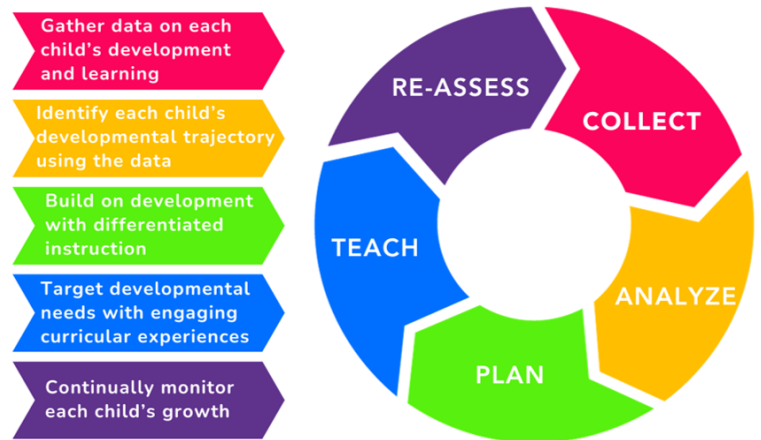 Gather data on each
child's development
and learning
Identify each child's
developmental trajectory
using the data
Build on development
with differentiated
instruction
Target developmental
needs with engaging
curricular experiences
Continually monitor
each child's growth
RE-ASSESS
COLLECT
TEACH
ANALYZE
PLAN